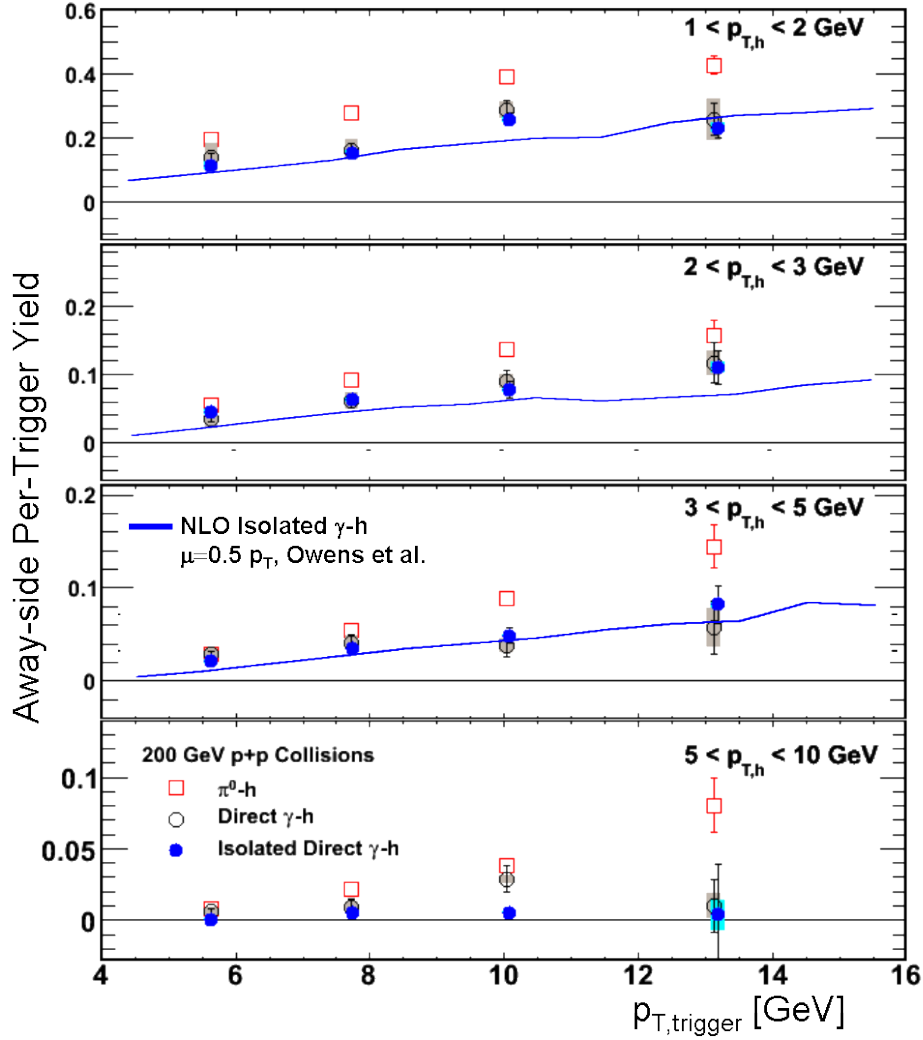 Away-side Per-Trigger Yield
0.6
1 < p_T,h < 2 GeV
0.4
0.2
0
2 < p_T,h < 3 GeV
0.2
0.1
0
0.2
3 < p_T,h < 5 GeV
NLO Isolated γ-h
μ=0.5 p_T, Owens et al.
0.1
0
200 GeV p+p Collisions
5 < p_T,h < 10 GeV
π⁰-h
Direct γ-h
Isolated Direct γ-h
0.1
0.05
0
4 6 8 10 12 14 16
p_T,trigger [GeV]